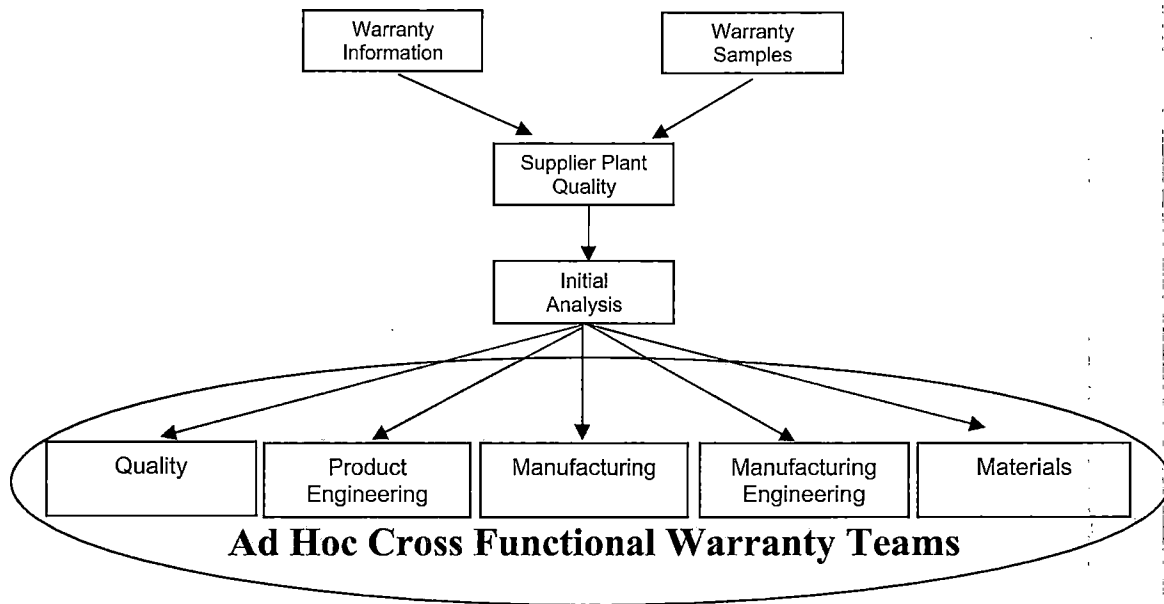 Warranty
Information
Warranty
Samples
Supplier Plant
Quality
Initial
Analysis
Quality
Product
Engineering
Manufacturing
Manufacturing
Engineering
Materials
Ad Hoc Cross Functional Warranty Teams